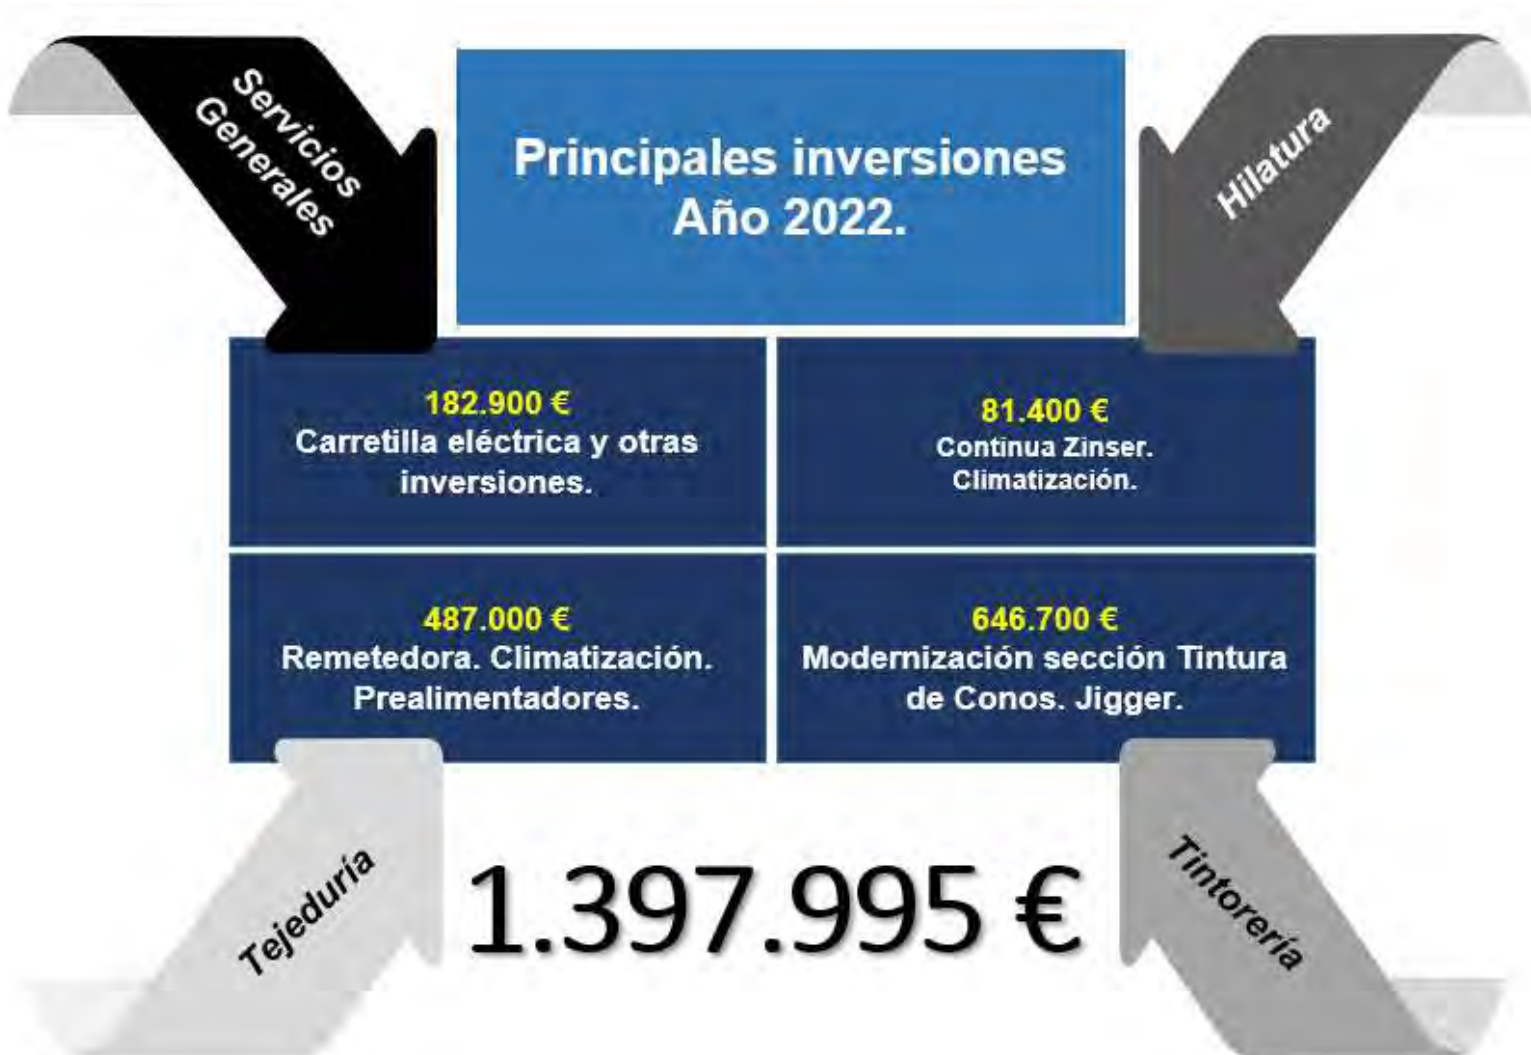 Servicios
Generales
Principales inversiones
Año 2022.
Hilatura
182.900 €
Carretilla eléctrica y otras
inversiones.
81.400 €
Continua Zinser.
Climatización.
487.000 €
Remetedora. Climatización.
Prealimentadores.
646.700 €
Modernización sección Tintura
de Conos. Jigger.
Tejeduría
1.397.995 €
Tintorería